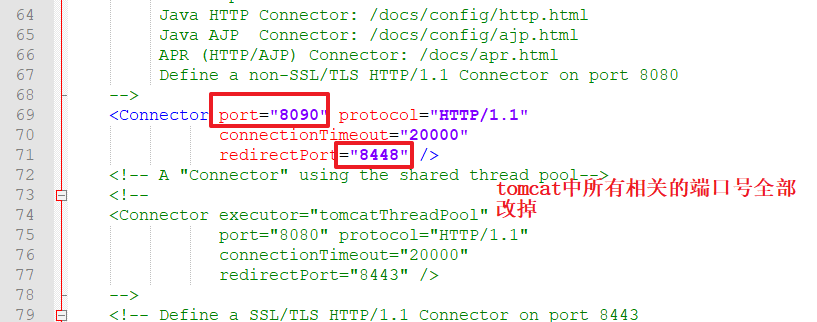 64 Java HTTP Connector: /docs/config/http.html
65 Java AJP  Connector: /docs/config/ajp.html
66 APR (HTTP/AJP) Connector: /docs/apr.html
67 Define a non-SSL/TLS HTTP/1.1 Connector on port 8080
68 -->
69 <Connector port="8090" protocol="HTTP/1.1"
70 connectionTimeout="20000"
71 redirectPort="8448" />
72 <!-- A "Connector" using the shared thread pool-->
73 <!--
74 <Connector executor="tomcatThreadPool"
75 port="8080" protocol="HTTP/1.1"
76 connectionTimeout="20000"
77 redirectPort="8443" />
78 -->
79 <!-- Define a SSL/TLS HTTP/1.1 Connector on port 8443
tomcat中所有相关的端口号全部
改掉